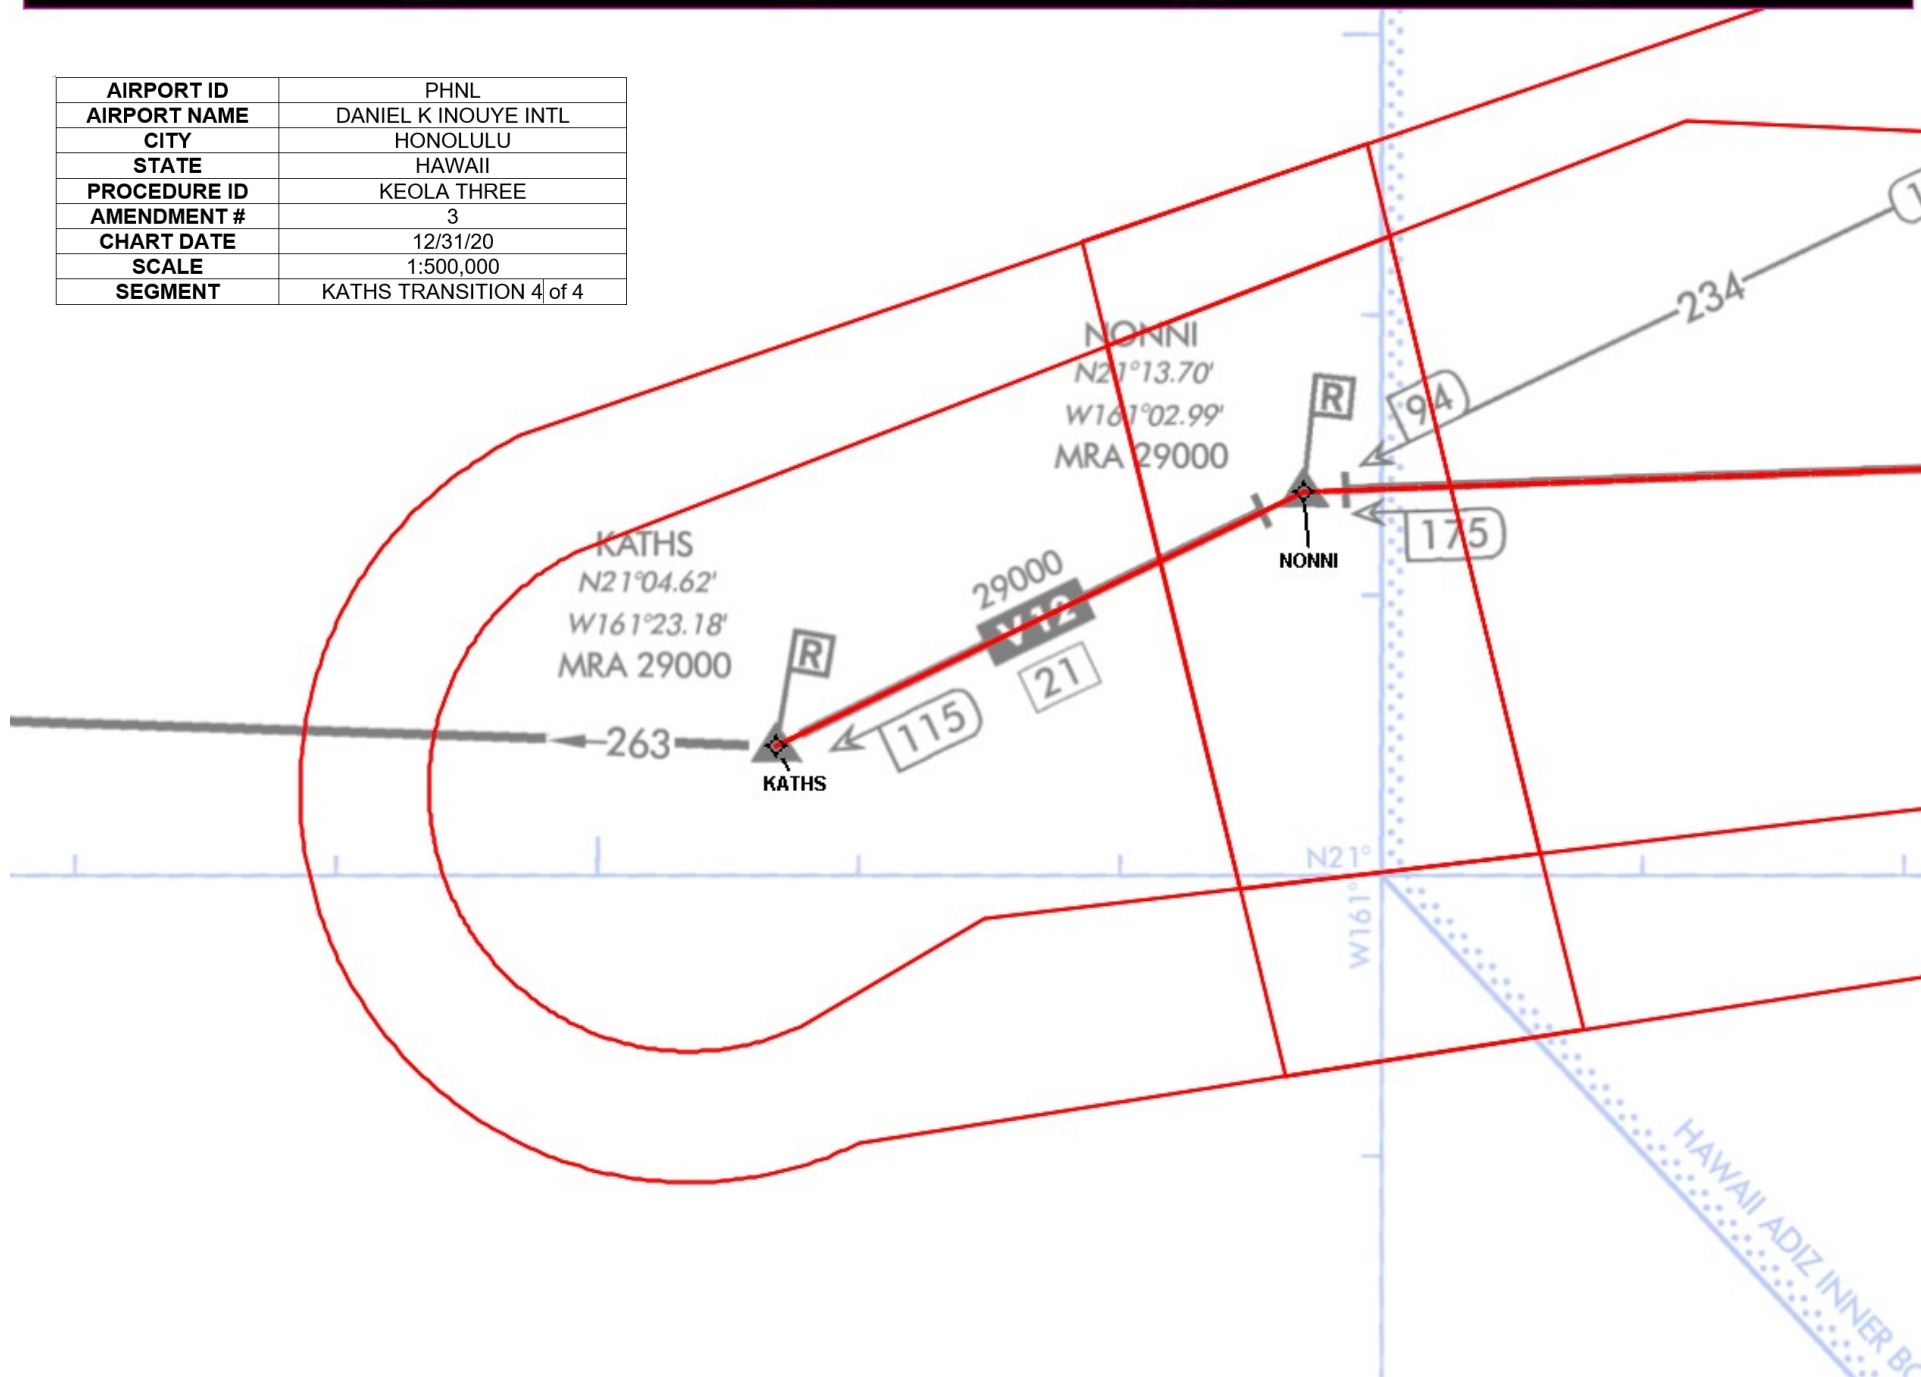 AIRPORT ID PHNL
AIRPORT NAME DANIEL K INOUYE INTL
CITY HONOLULU
STATE HAWAII
PROCEDURE ID KEOLA THREE
AMENDMENT # 3
CHART DATE 12/31/20
SCALE 1:500,000
SEGMENT KATHS TRANSITION 4 of 4
234
NONNI
N21°13.70'
W161°02.99'
MRA 29000
R
94
175
NONNI
KATHS
N21°04.62'
W161°23.18'
MRA 29000
R
29000
V12
21
115
263
KATHS
N21°
W161°
HAWAII ADIZ INNER